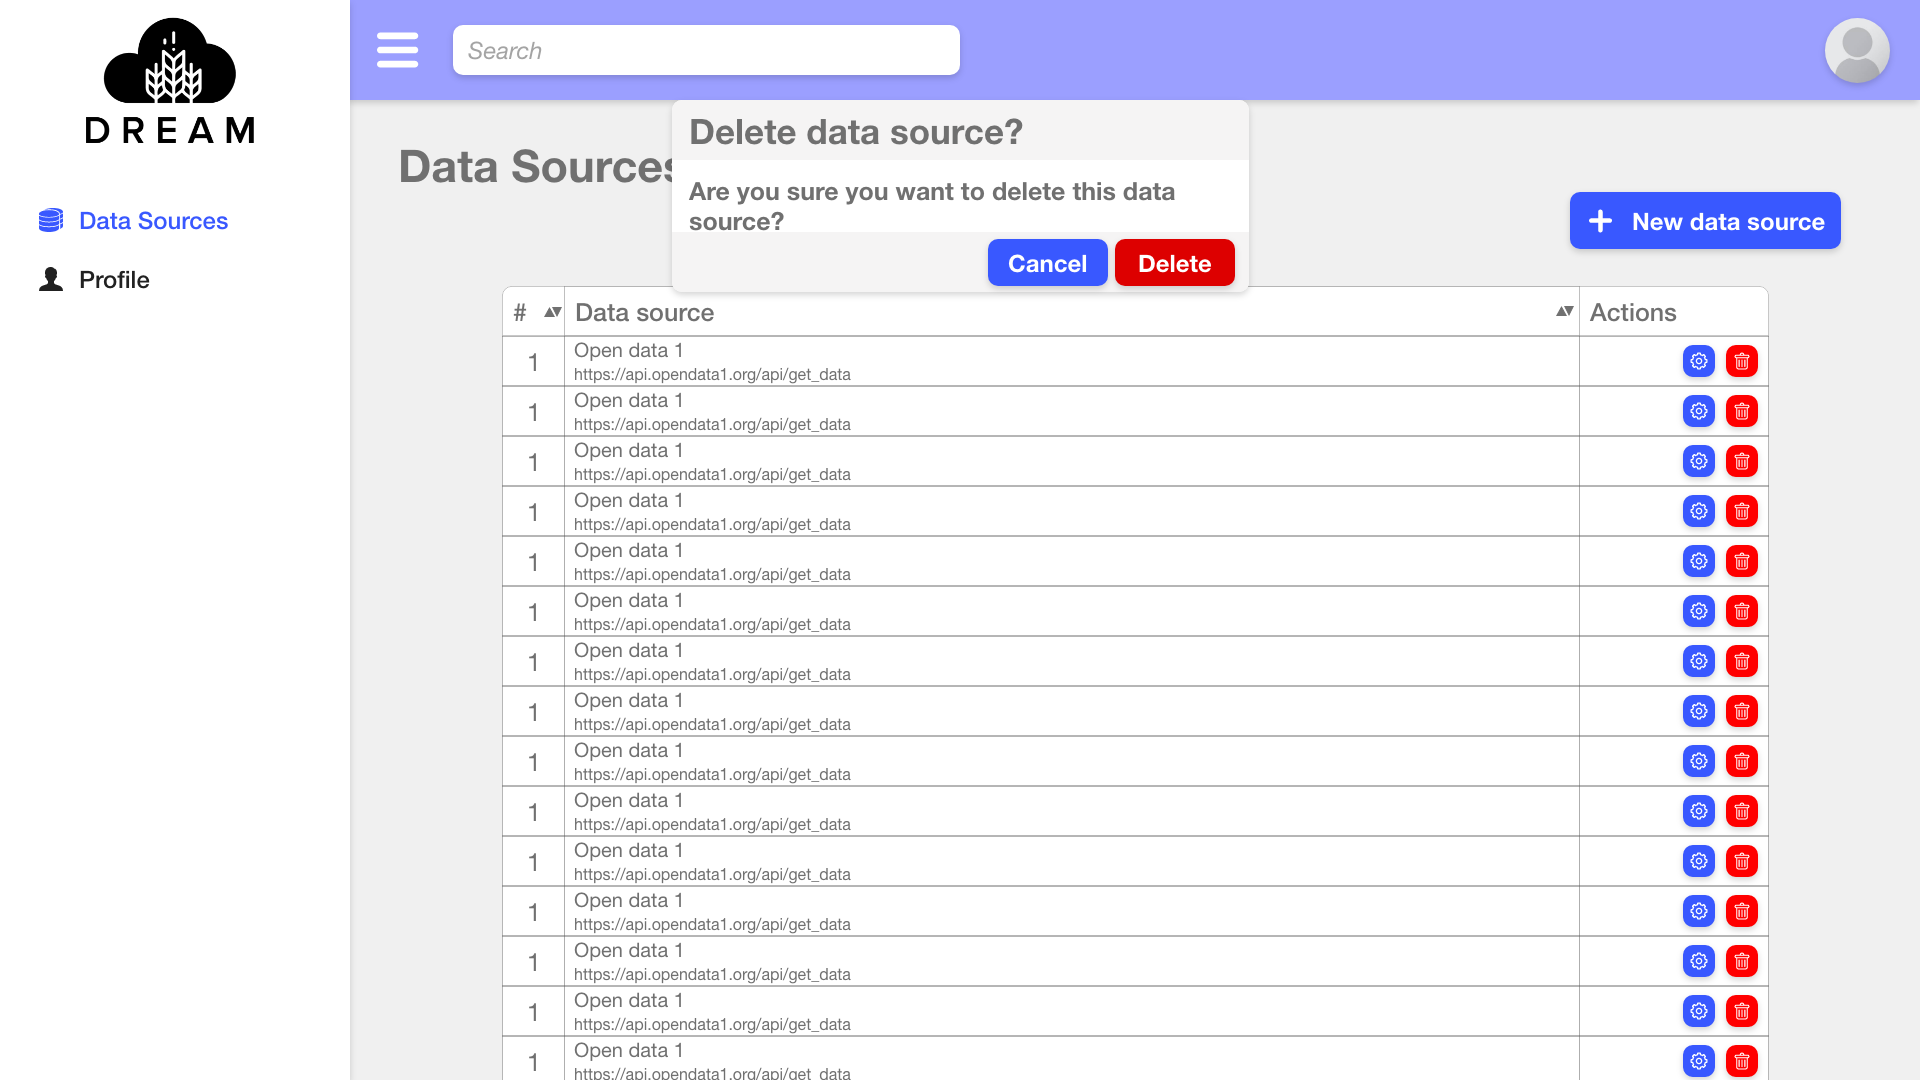 DREAM
Data Sources
Profile
Search
Data Sources
Delete data source?
Are you sure you want to delete this data
source?
Cancel
Delete
New data source
# Data source Actions
1 Open data 1
https://api.opendata1.org/api/get_data
1 Open data 1
https://api.opendata1.org/api/get_data
1 Open data 1
https://api.opendata1.org/api/get_data
1 Open data 1
https://api.opendata1.org/api/get_data
1 Open data 1
https://api.opendata1.org/api/get_data
1 Open data 1
https://api.opendata1.org/api/get_data
1 Open data 1
https://api.opendata1.org/api/get_data
1 Open data 1
https://api.opendata1.org/api/get_data
1 Open data 1
https://api.opendata1.org/api/get_data
1 Open data 1
https://api.opendata1.org/api/get_data
1 Open data 1
https://api.opendata1.org/api/get_data
1 Open data 1
https://api.opendata1.org/api/get_data
1 Open data 1
https://api.opendata1.org/api/get_data
1 Open data 1
https://api.opendata1.org/api/get_data
1 Open data 1
https://api.opendata1.org/api/get_data